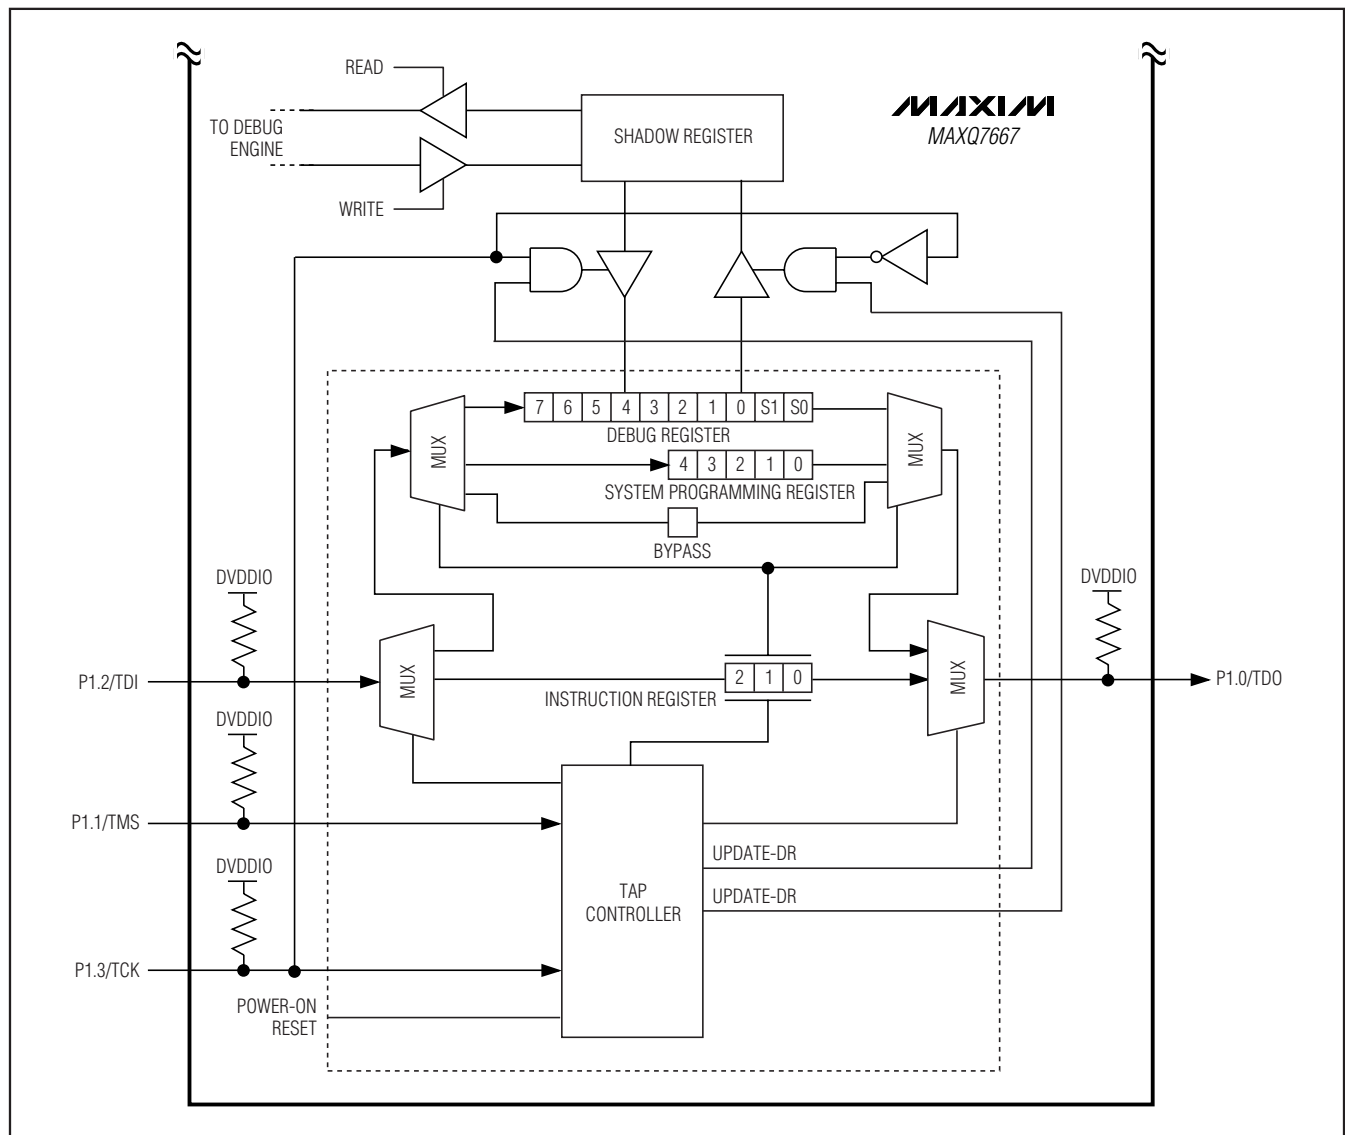 READ
TO DEBUG
ENGINE
WRITE
SHADOW REGISTER
MAXIM
MAXQ7667
7 6 5 4 3 2 1 0 S1 S0
DEBUG REGISTER
MUX
MUX
4 3 2 1 0
SYSTEM PROGRAMMING REGISTER
BYPASS
DVDDIO
DVDDIO
P1.2/TDI
MUX
2 1 0
INSTRUCTION REGISTER
MUX
P1.0/TDO
DVDDIO
P1.1/TMS
UPDATE-DR
DVDDIO
TAP
CONTROLLER
UPDATE-DR
P1.3/TCK
POWER-ON
RESET